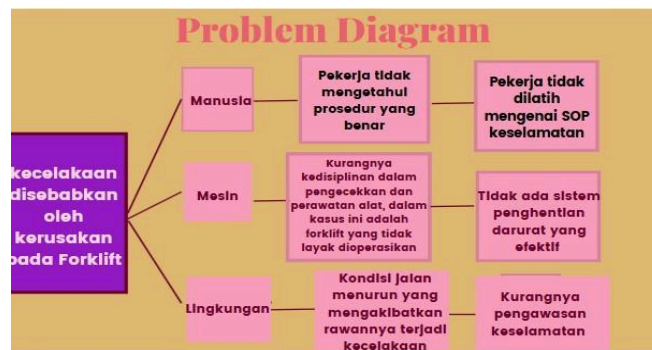 Problem Diagram
kecelakaan
disebabkan
oleh
kerusakan
pada Forklift
Manusia
Pekerja tidak
mengetahui
prosedur yang
benar
Pekerja tidak
dilatih
mengenai SOP
keselamatan
Mesin
Kurangnya
kedisiplinan dalam
pengecekkan dan
perawatan alat, dalam
kasus ini adalah
forklift yang tidak
layak dioperasikan
Tidak ada sistem
penghentian
darurat yang
efektif
Lingkungan
Kondisi jalan
menurun yang
mengakibatkan
rawannya terjadi
kecelakaan
Kurangnya
pengawasan
keselamatan